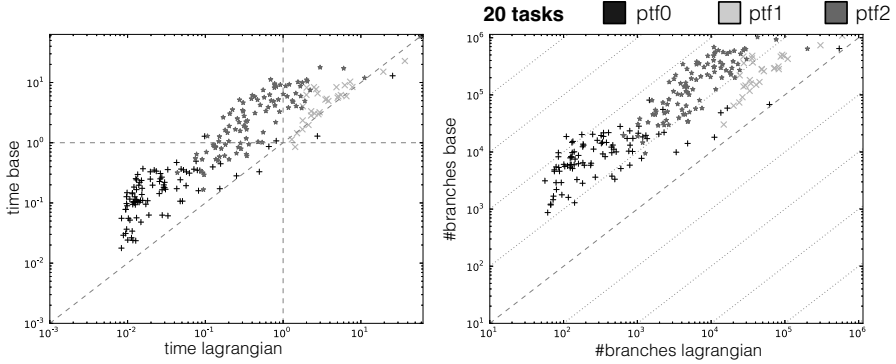 20 tasks ptf0 ptf1 ptf2
time base
10^1
10^0
10^-1
10^-2
10^-3
10^-3 10^-2 10^-1 10^0 10^1
time lagrangian
#branches base
10^6
10^5
10^4
10^3
10^2
10^1
10^1 10^2 10^3 10^4 10^5 10^6
#branches lagrangian